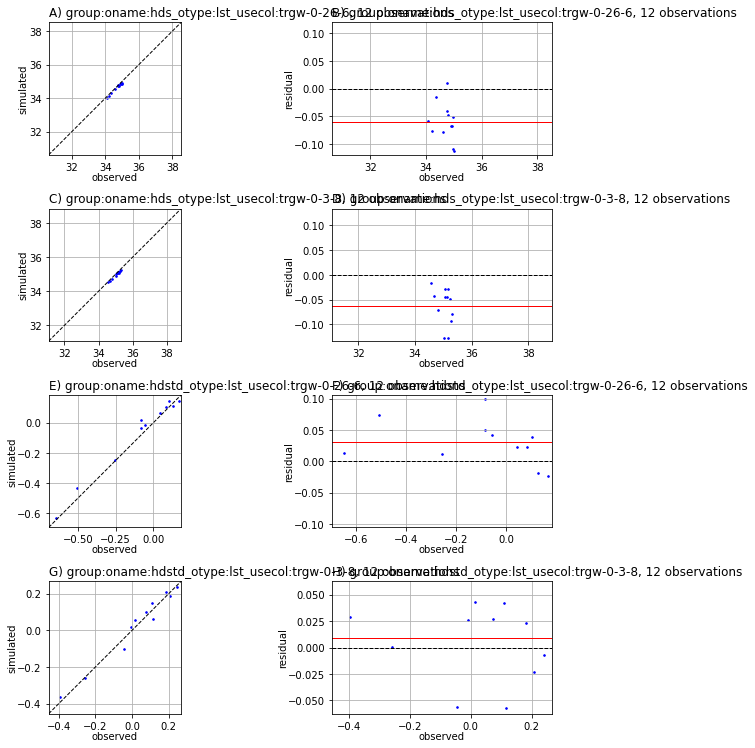 A) group:oname:hds_otype:lst_usecol:trgw-0-26-6, 12 observations
B) group:oname:hds_otype:lst_usecol:trgw-0-26-6, 12 observations
simulated
38
36
34
32
32 34 36 38
observed
residual
0.10
0.05
0.00
−0.05
−0.10
32 34 36 38
observed
C) group:oname:hds_otype:lst_usecol:trgw-0-3-8, 12 observations
D) group:oname:hds_otype:lst_usecol:trgw-0-3-8, 12 observations
simulated
38
36
34
32
32 34 36 38
observed
residual
0.10
0.05
0.00
−0.05
−0.10
32 34 36 38
observed
E) group:oname:hdstd_otype:lst_usecol:trgw-0-26-6, 12 observations
F) group:oname:hdstd_otype:lst_usecol:trgw-0-26-6, 12 observations
simulated
0.0
−0.2
−0.4
−0.6
−0.50 −0.25 0.00
observed
residual
0.10
0.05
0.00
−0.05
−0.10
−0.6 −0.4 −0.2 0.0
observed
G) group:oname:hdstd_otype:lst_usecol:trgw-0-3-8, 12 observations
H) group:oname:hdstd_otype:lst_usecol:trgw-0-3-8, 12 observations
simulated
0.2
0.0
−0.2
−0.4
−0.4 −0.2 0.0 0.2
observed
residual
0.050
0.025
0.000
−0.025
−0.050
−0.4 −0.2 0.0 0.2
observed